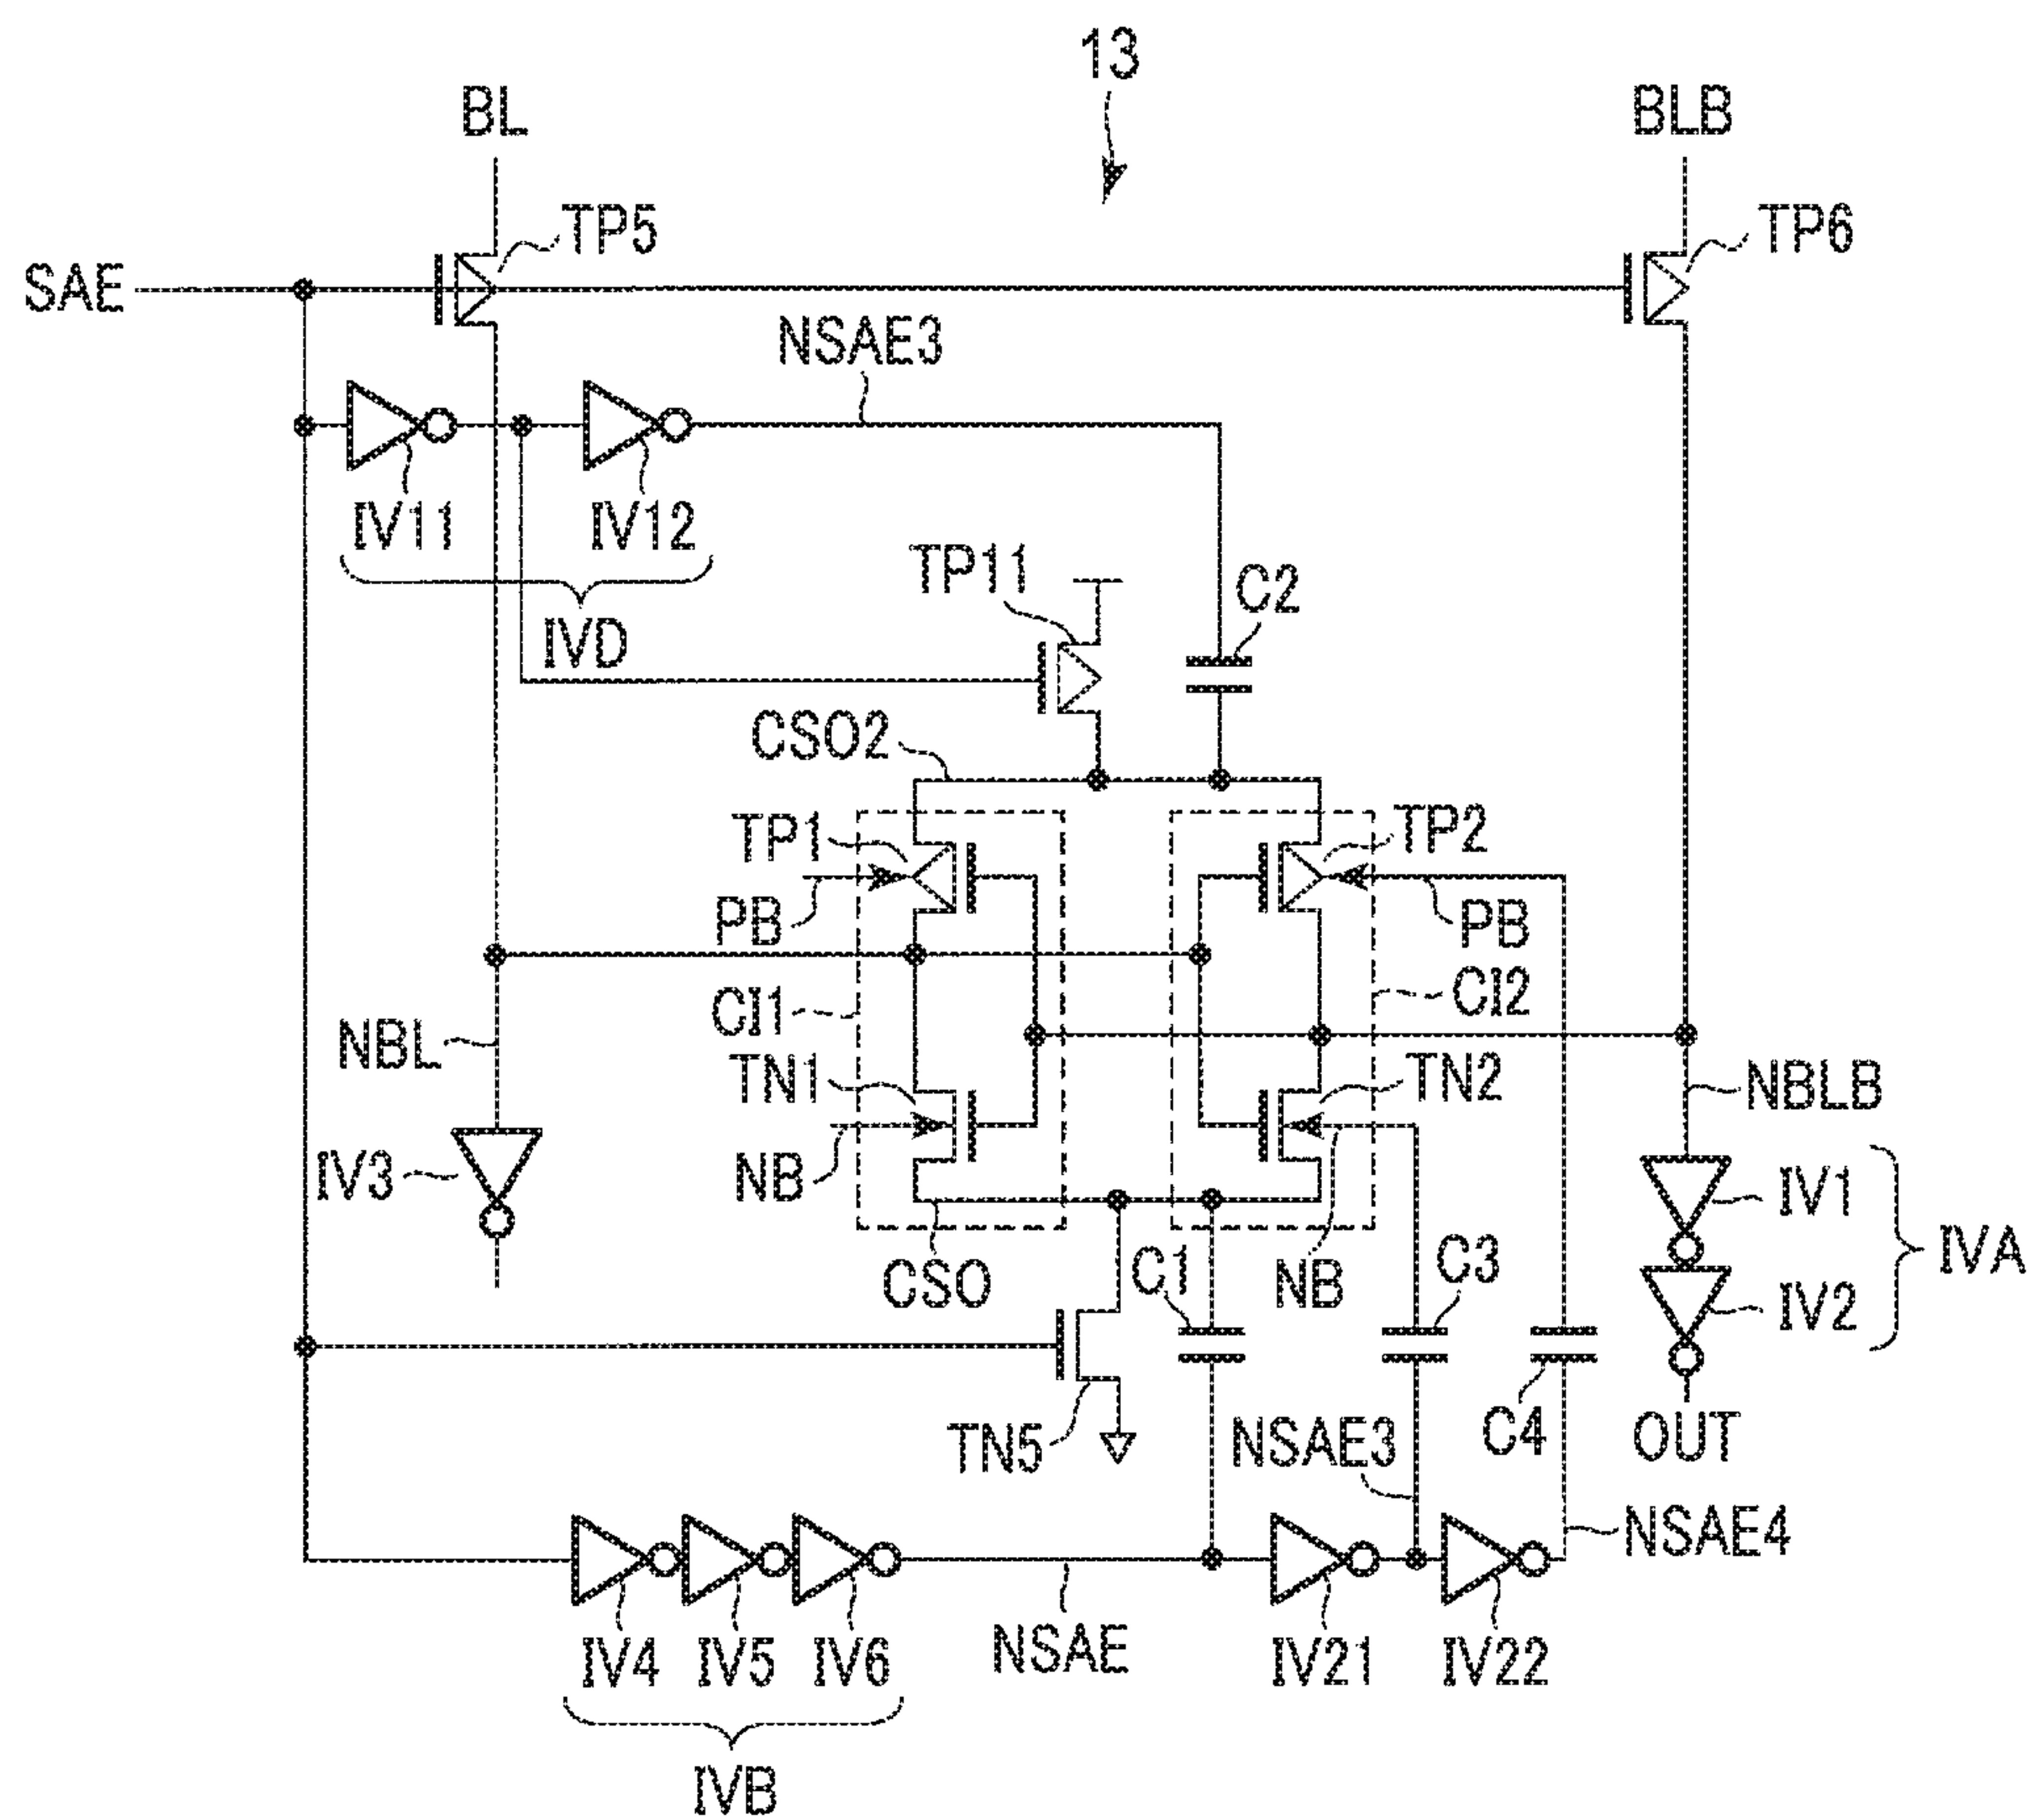 13
BL
BLB
TP5
TP6
SAE
NSAE3
IV11
IV12
IVD
TP11
C2
CSO2
TP1
TP2
PB
PB
CI1
CI2
NBL
TN1
TN2
NBLB
IV3
NB
NB
IV1
IVA
CSO
C1
C3
IV2
TN5
NSAE3
C4
OUT
NSAE4
IV4
IV5
IV6
NSAE
IV21
IV22
IVB